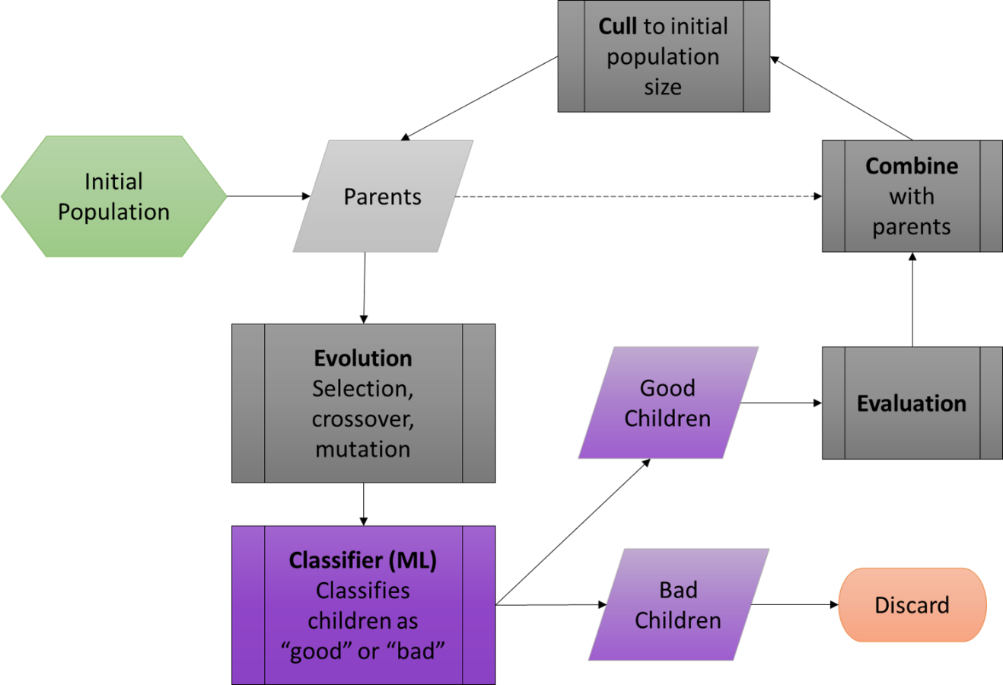 Cull to initial
population
size
Initial
Population
Parents
Combine
with
parents
Evolution
Selection,
crossover,
mutation
Good
Children
Evaluation
Classifier (ML)
Classifies
children as
“good” or “bad”
Bad
Children
Discard